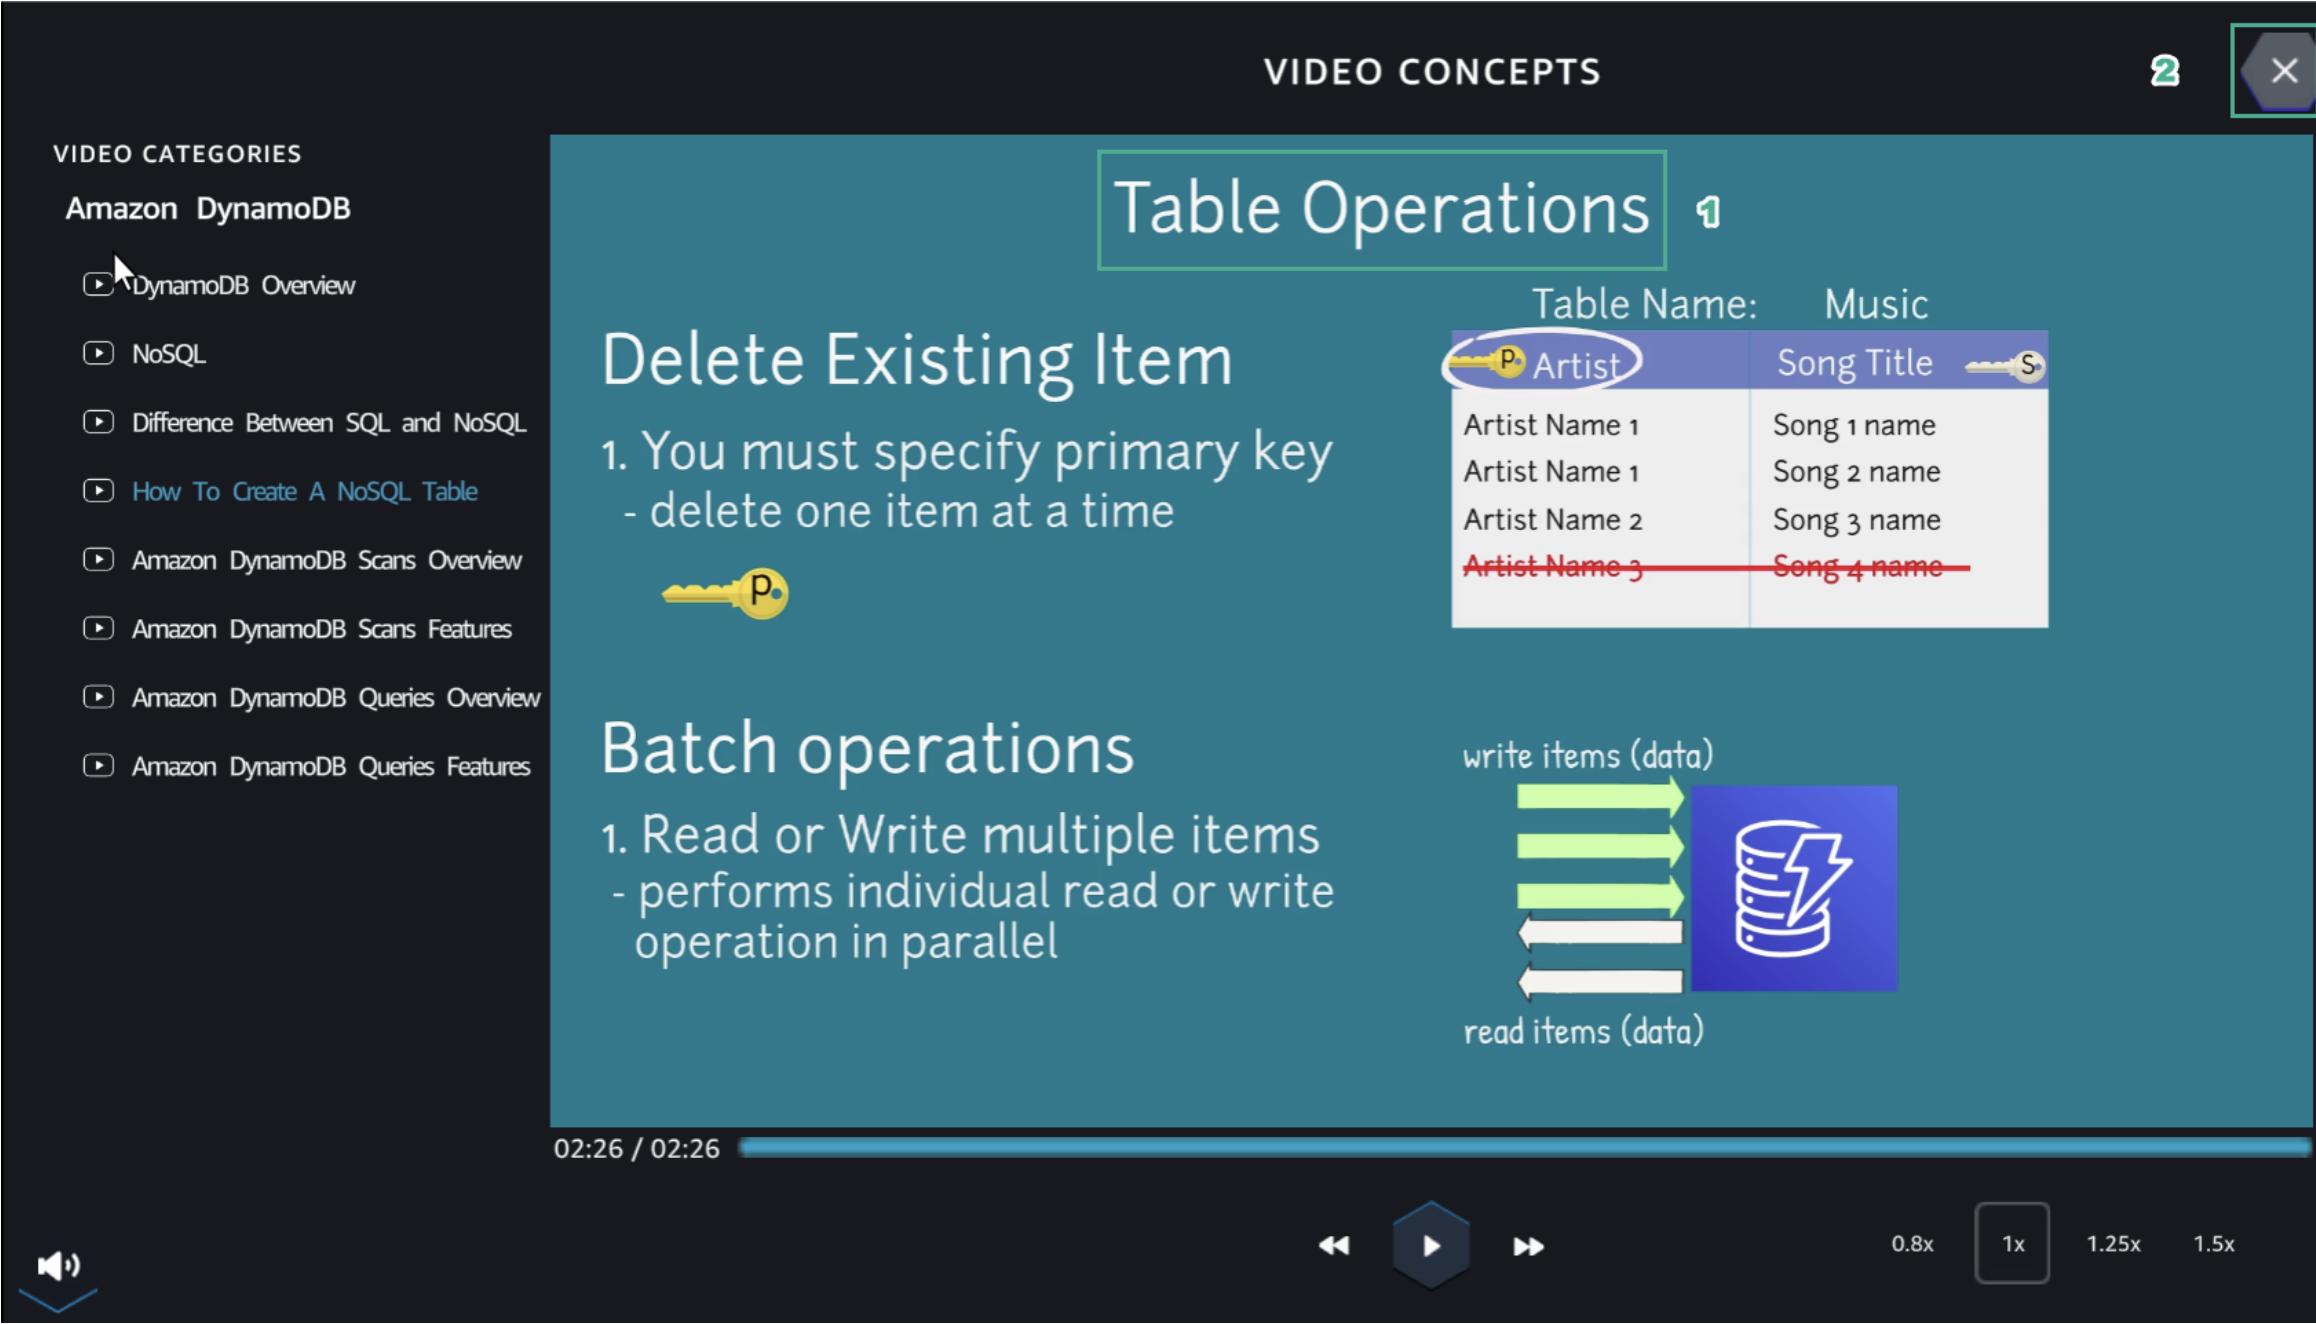 VIDEO CONCEPTS
2
VIDEO CATEGORIES
Amazon DynamoDB
DynamoDB Overview
NoSQL
Difference Between SQL and NoSQL
How To Create A NoSQL Table
Amazon DynamoDB Scans Overview
Amazon DynamoDB Scans Features
Amazon DynamoDB Queries Overview
Amazon DynamoDB Queries Features
Table Operations
1
Delete Existing Item
1. You must specify primary key
- delete one item at a time
P
Table Name: Music
P Artist Song Title S
Artist Name 1 Song 1 name
Artist Name 1 Song 2 name
Artist Name 2 Song 3 name
Artist Name 3 Song 4 name
Batch operations
1. Read or Write multiple items
- performs individual read or write
operation in parallel
write items (data)
read items (data)
02:26 / 02:26
0.8x 1x 1.25x 1.5x